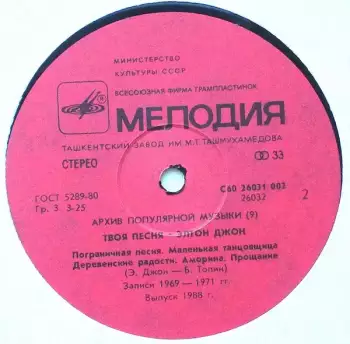 МИНИСТЕРСТВО
КУЛЬТУРЫ СССР
ВСЕСОЮЗНАЯ ФИРМА ГРАМПЛАСТИНОК
МЕЛОДИЯ
ТАШКЕНТСКИЙ ЗАВОД ИМ. М.Т. ТАШМУХАМЕДОВА
СТЕРЕО
33
ГОСТ 5289-80
Гр. 3 3-25
С60 26031 003
26032
2
АРХИВ ПОПУЛЯРНОЙ МУЗЫКИ (9)
ТВОЯ ПЕСНЯ – ЭЛТОН ДЖОН
Пограничная песня. Маленькая танцовщица
Деревенские радости. Аморина. Прощание
(Э. Джон – Б. Топин)
Записи 1969 – 1971 гг.
Выпуск 1988 г.